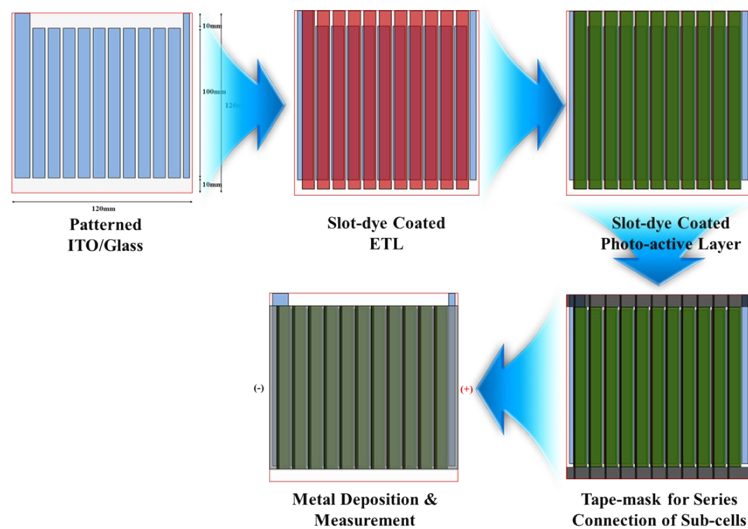 10mm
100mm
10mm
120mm
Patterned
ITO/Glass
Slot-dye Coated
ETL
Slot-dye Coated
Photo-active Layer
(-)
(+)
Metal Deposition &
Measurement
Tape-mask for Series
Connection of Sub-cells